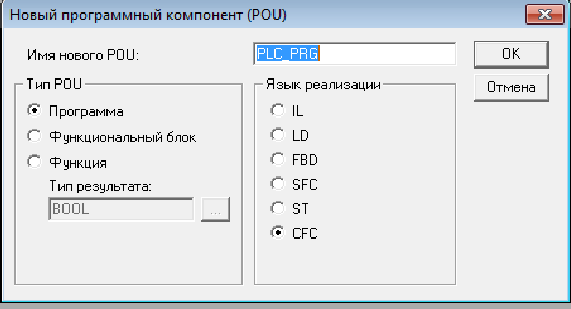 Новый программный компонент (POU)
Имя нового POU:
PLC_PRG
OK
Отмена
Тип POU
Программа
Функциональный блок
Функция
Тип результата:
BOOL
...
Язык реализации
IL
LD
FBD
SFC
ST
CFC